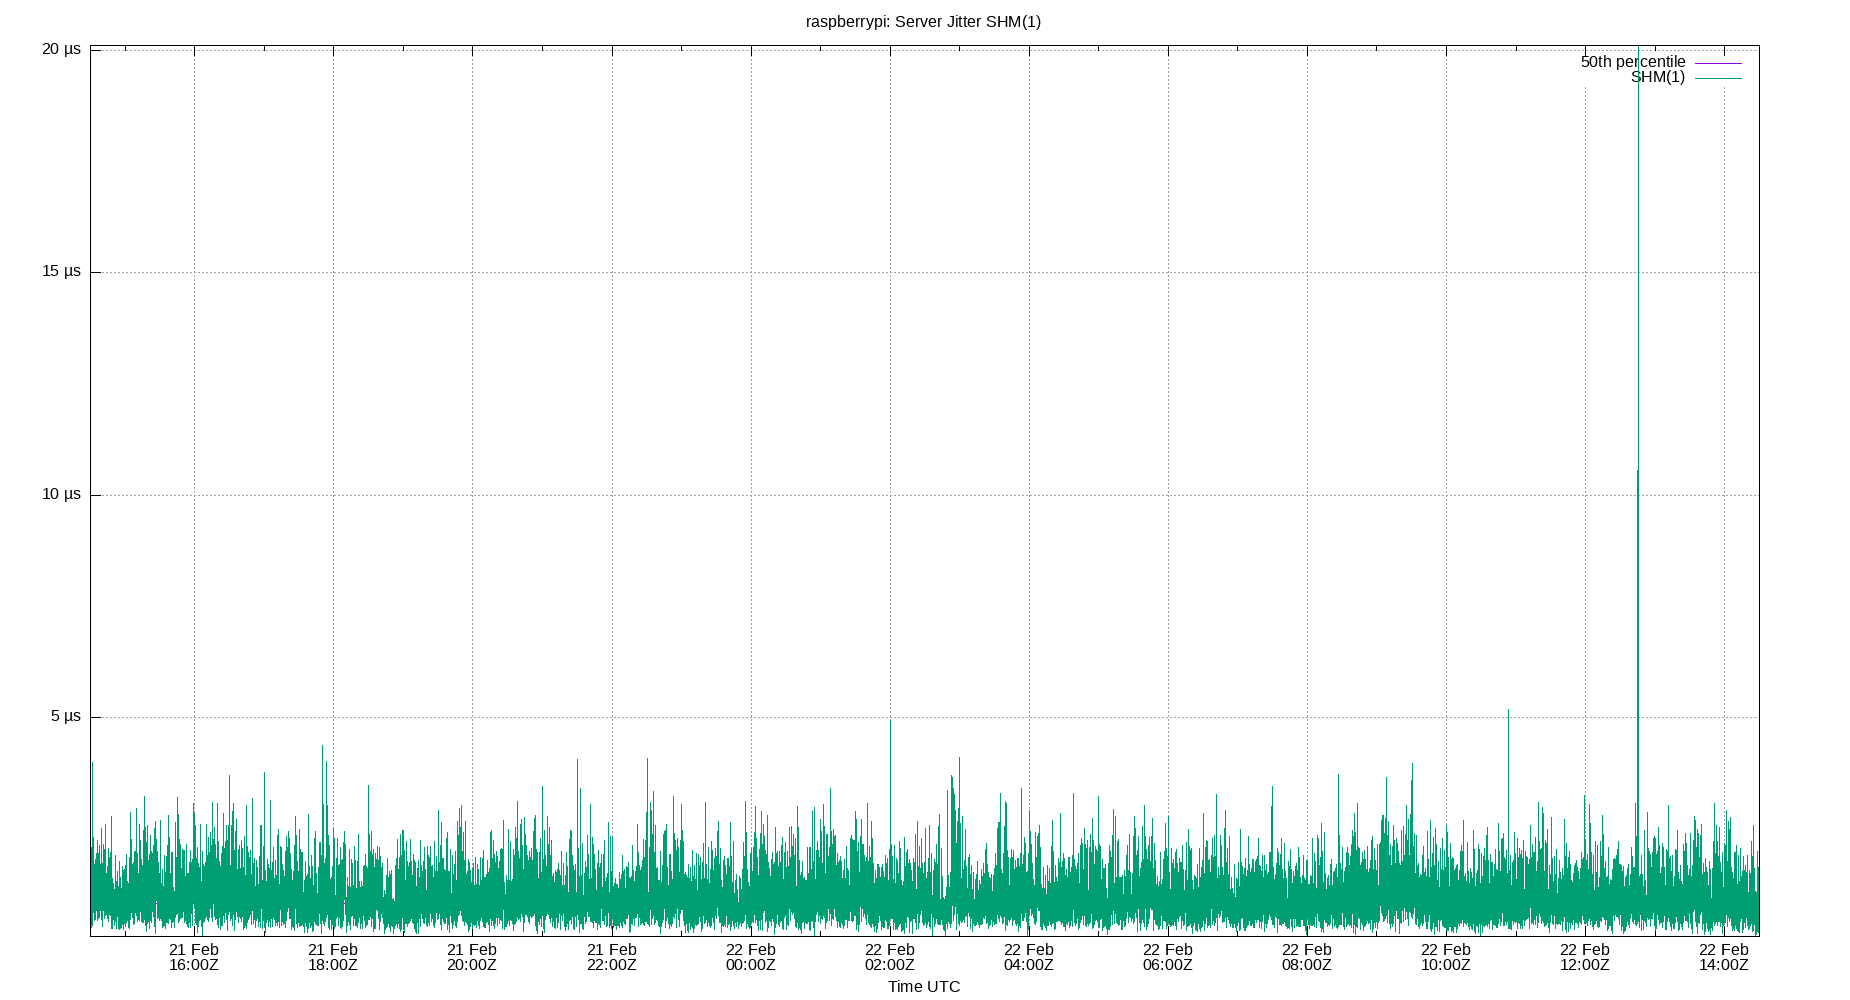 raspberrypi: Server Jitter SHM(1)
20 µs
50th percentile
SHM(1)
15 µs
10 µs
5 µs
21 Feb 21 Feb 21 Feb 21 Feb 22 Feb 22 Feb 22 Feb 22 Feb 22 Feb 22 Feb 22 Feb 22 Feb
16:00Z 18:00Z 20:00Z 22:00Z 00:00Z 02:00Z 04:00Z 06:00Z 08:00Z 10:00Z 12:00Z 14:00Z
Time UTC